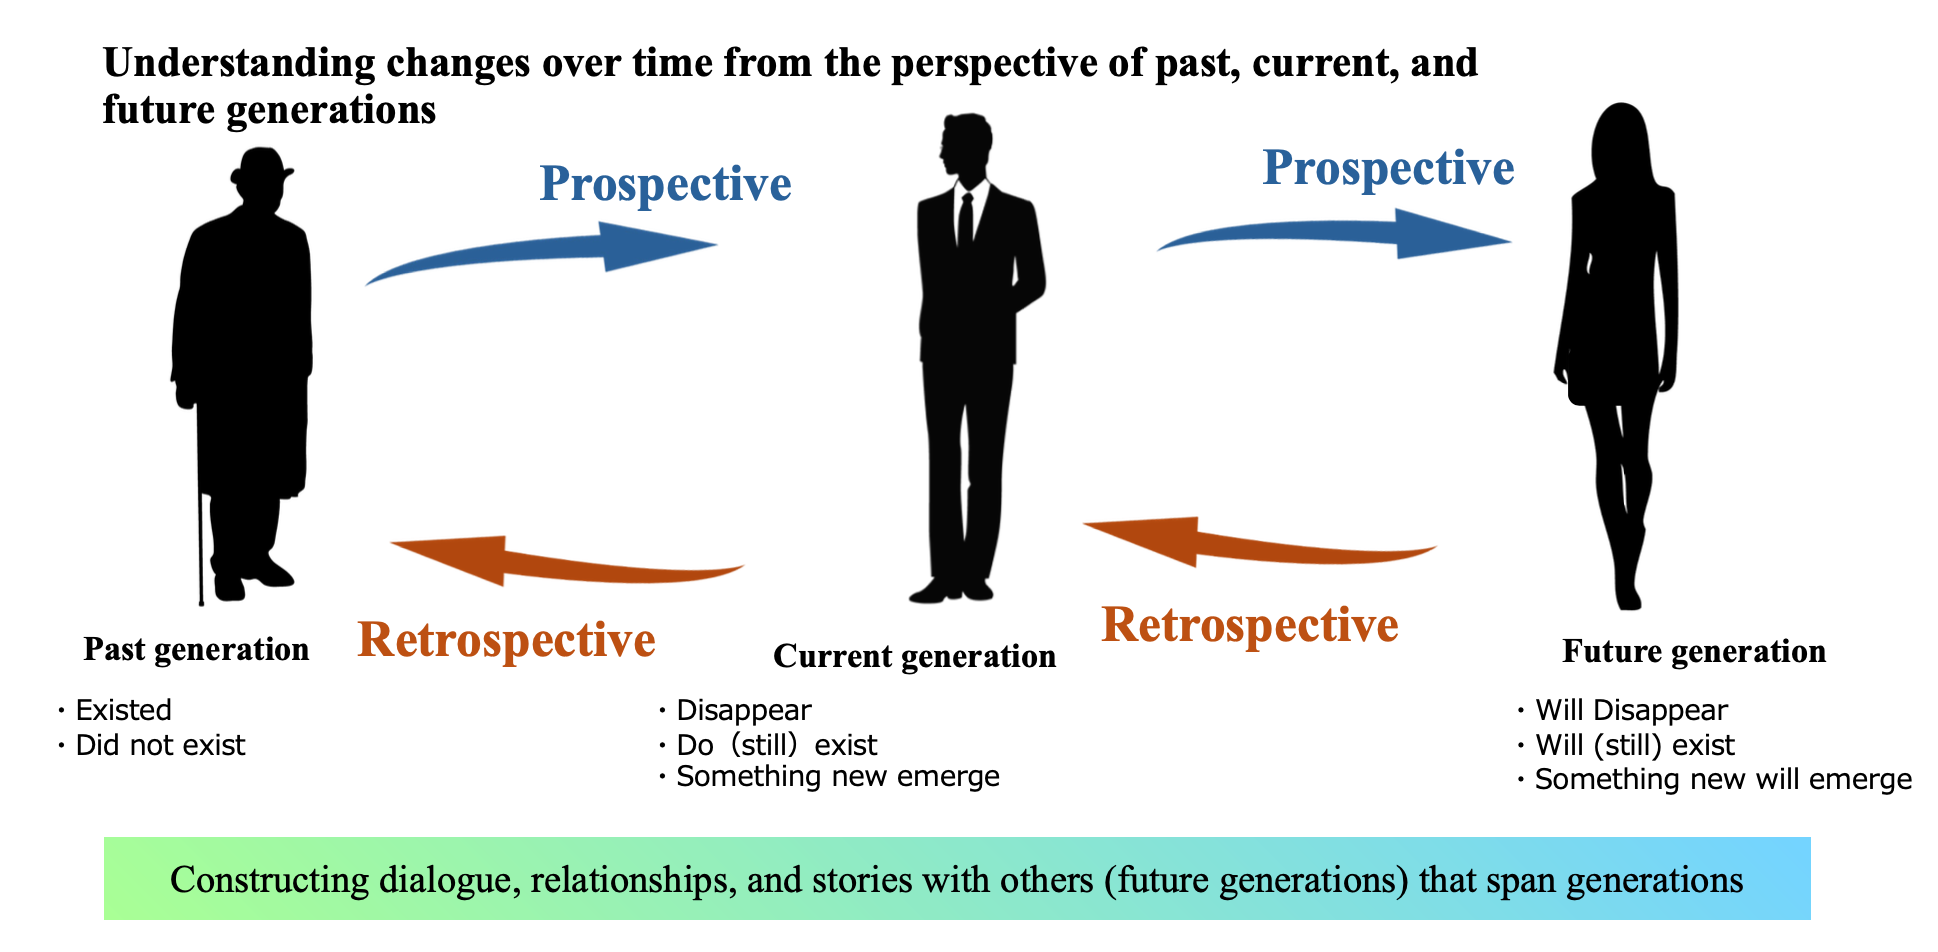 Understanding changes over time from the perspective of past, current, and
future generations
Prospective
Prospective
Retrospective
Retrospective
Past generation
・Existed
・Did not exist
Current generation
・Disappear
・Do（still）exist
・Something new emerge
Future generation
・Will Disappear
・Will (still) exist
・Something new will emerge
Constructing dialogue, relationships, and stories with others (future generations) that span generations